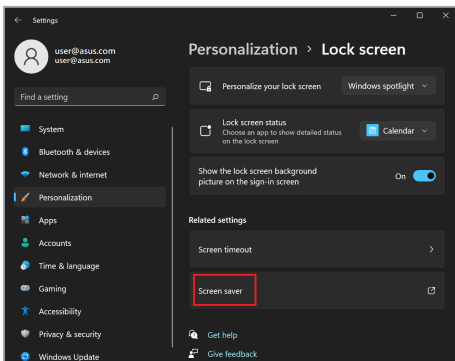 Settings
user@asus.com
user@asus.com
Find a setting
System
Bluetooth & devices
Network & internet
Personalization
Apps
Accounts
Time & language
Gaming
Accessibility
Privacy & security
Windows Update
Personalization > Lock screen
Personalize your lock screen
Windows spotlight
Lock screen status
Choose an app to show detailed status
on the lock screen
Calendar
Show the lock screen background
picture on the sign-in screen
On
Related settings
Screen timeout
Screen saver
Get help
Give feedback